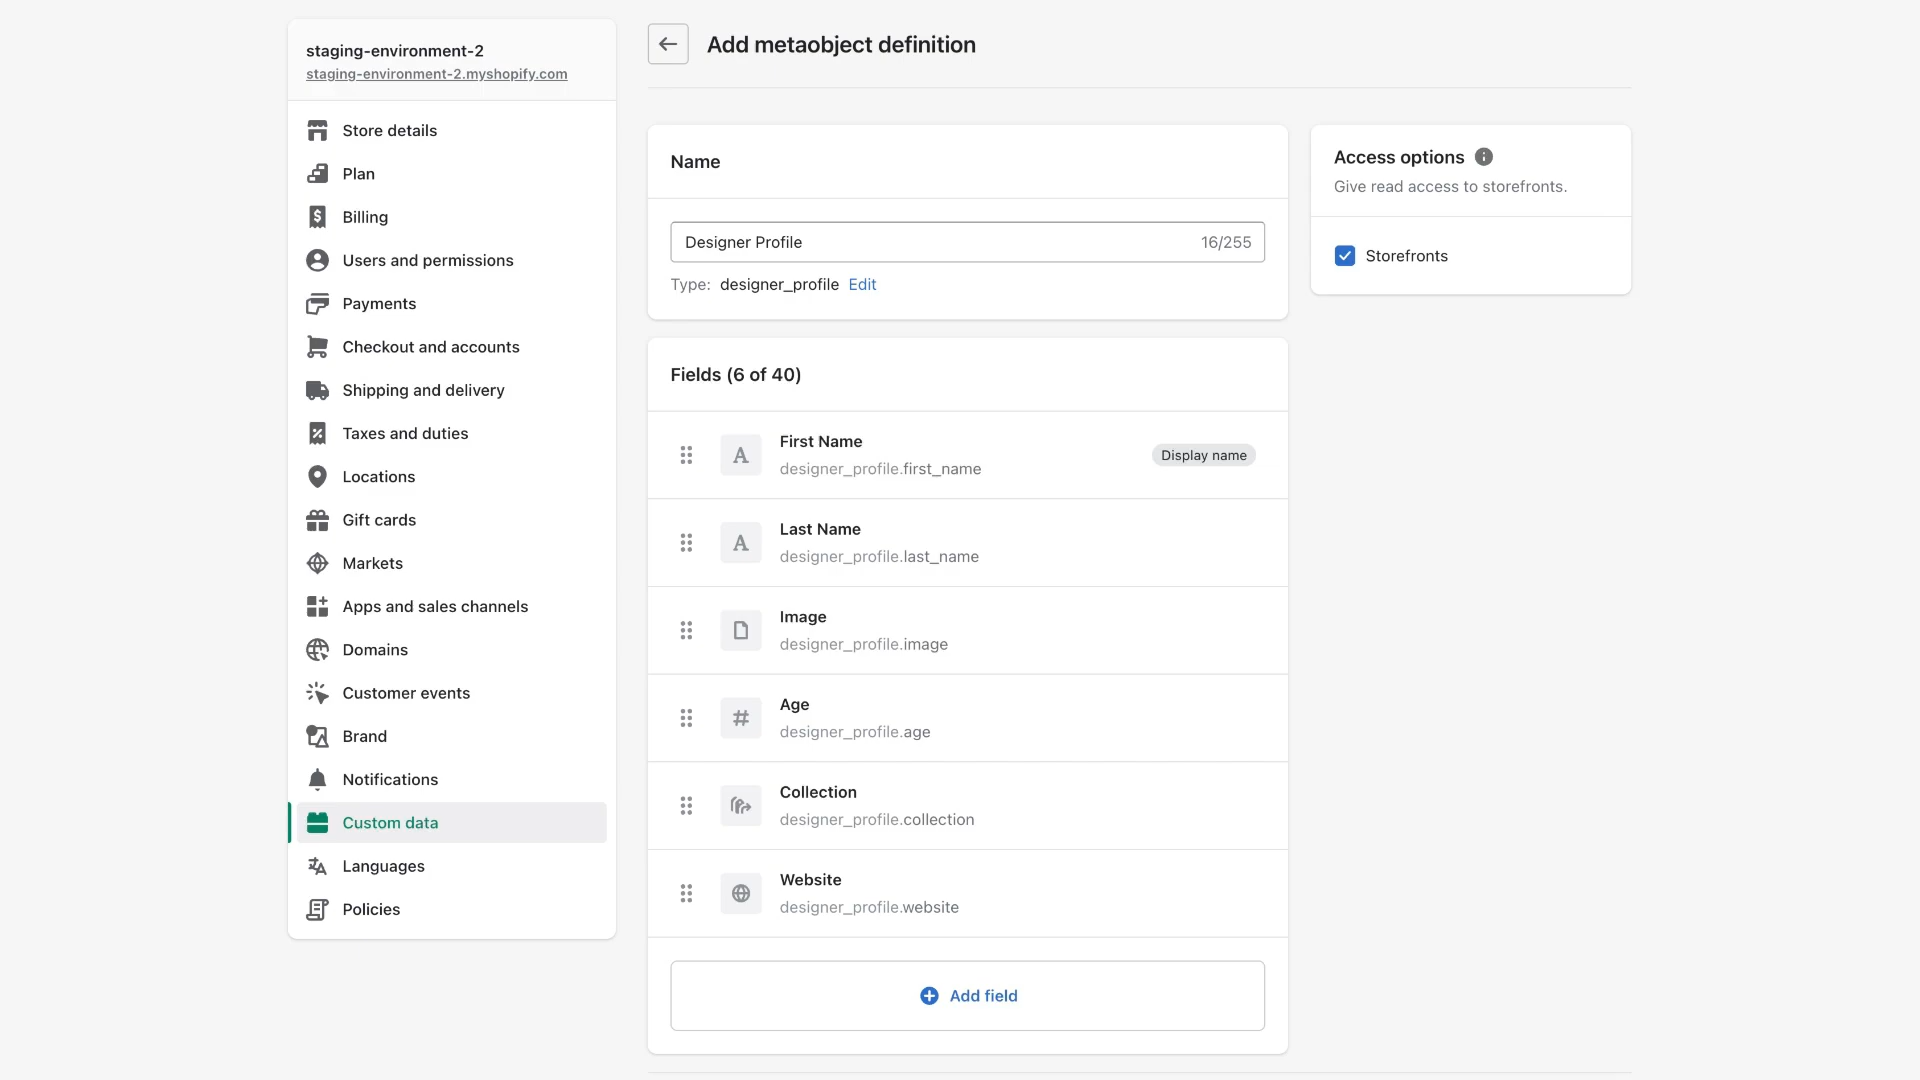 staging-environment-2
staging-environment-2.myshopify.com
Store details
Plan
Billing
Users and permissions
Payments
Checkout and accounts
Shipping and delivery
Taxes and duties
Locations
Gift cards
Markets
Apps and sales channels
Domains
Customer events
Brand
Notifications
Custom data
Languages
Policies
Add metaobject definition
Name
Designer Profile 16/255
Type: designer_profile Edit
Fields (6 of 40)
First Name
designer_profile.first_name
Display name
Last Name
designer_profile.last_name
Image
designer_profile.image
Age
designer_profile.age
Collection
designer_profile.collection
Website
designer_profile.website
Add field
Access options
Give read access to storefronts.
Storefronts